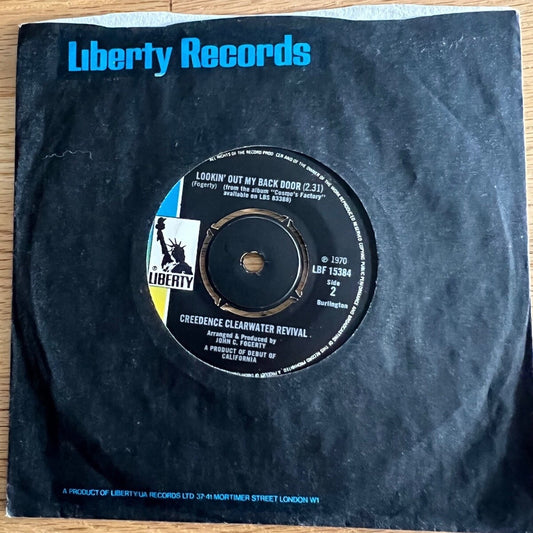 Liberty Records
LOOKIN' OUT MY BACK DOOR (2.31)
(Fogerty) (from the album "Cosmo's Factory"
available on LBS 83388)
℗ 1970
LBF 15384
Side
2
Burlington
LIBERTY
CREEDENCE CLEARWATER REVIVAL
Arranged & Produced by
JOHN C. FOGERTY
A PRODUCT OF DEBUT OF
CALIFORNIA
A PRODUCT OF LIBERTY/UA RECORDS LTD 37-41 MORTIMER STREET LONDON W1